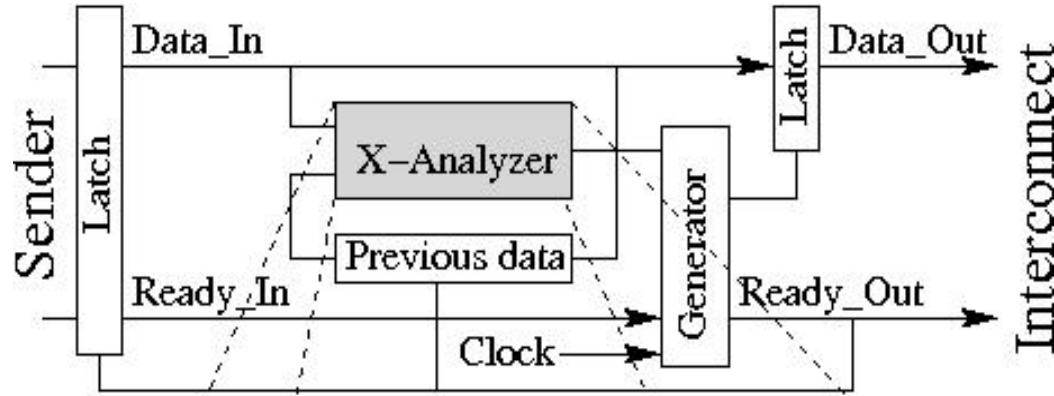 Sender
Latch
Data_In
X-Analyzer
Previous data
Ready_In
Clock
Generator
Latch
Data_Out
Ready_Out
Interconnect